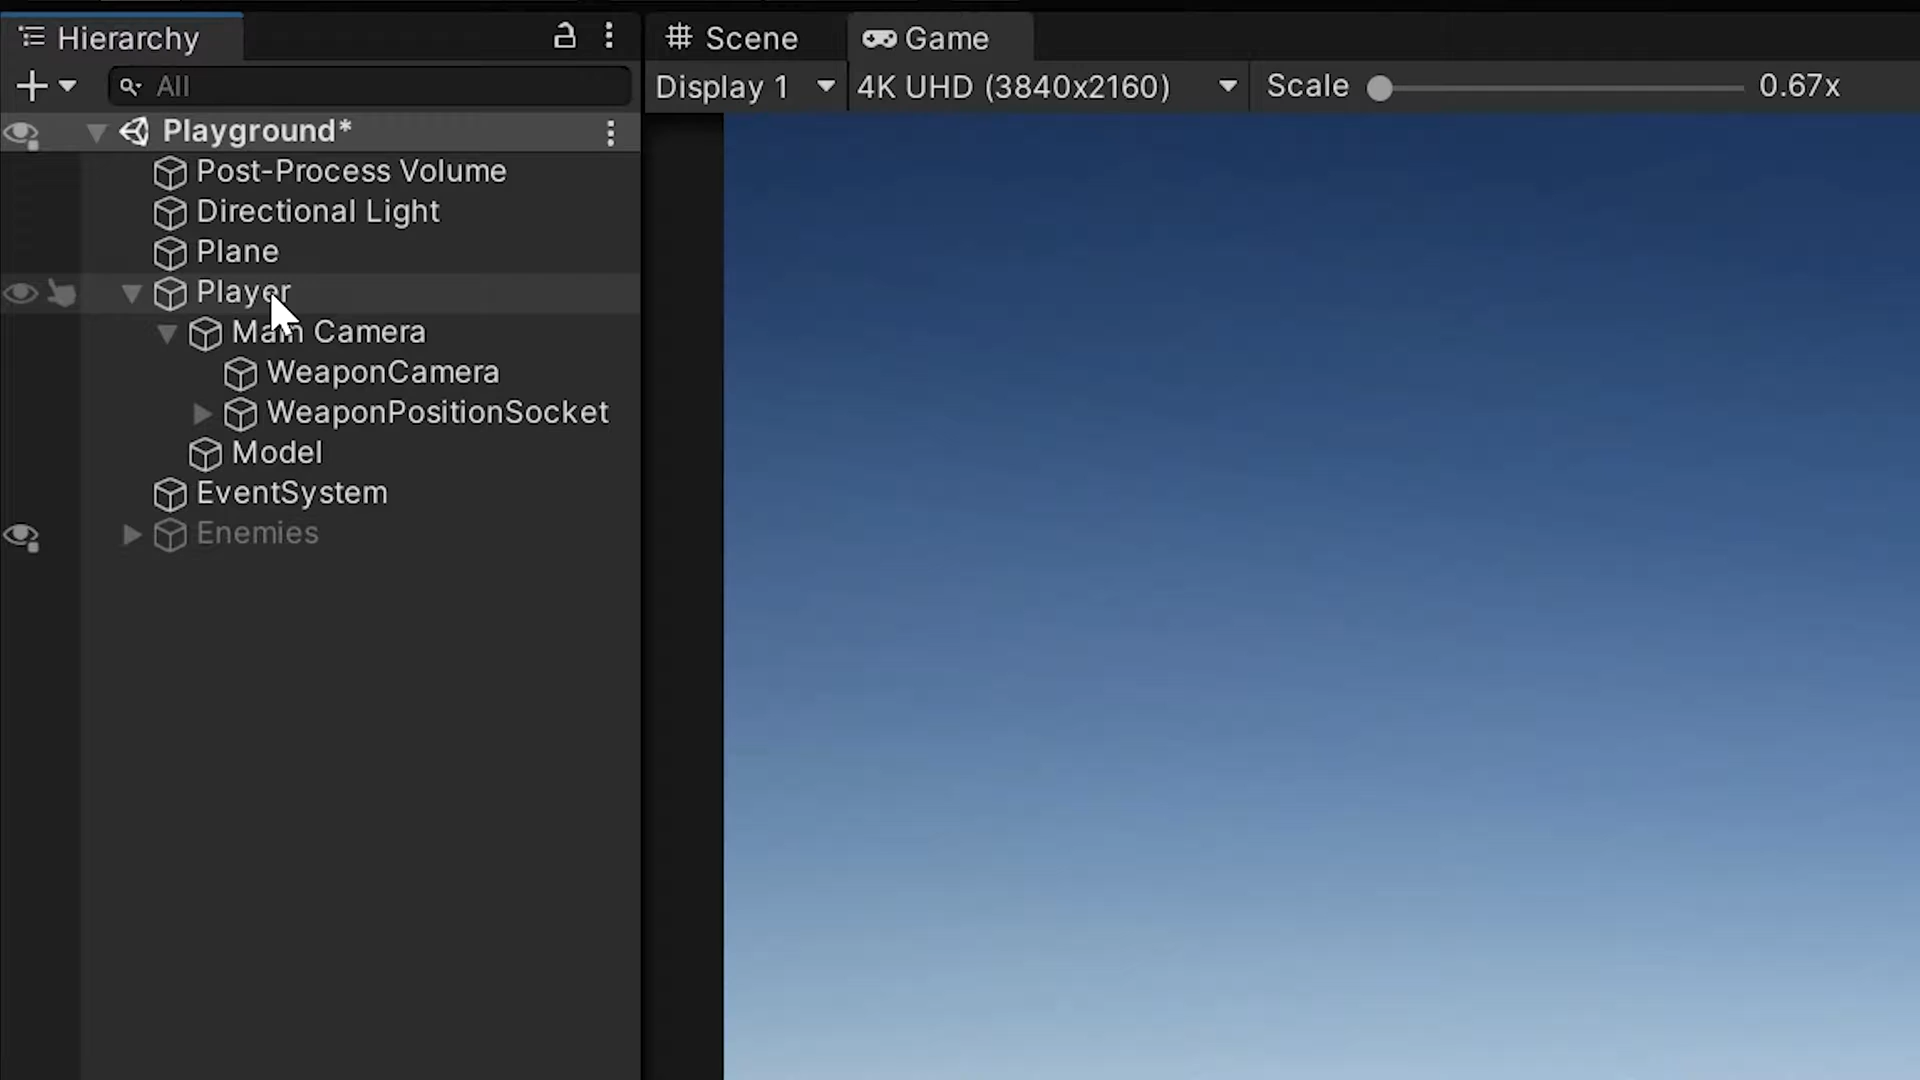 Hierarchy
All
Playground*
Post-Process Volume
Directional Light
Plane
Player
Main Camera
WeaponCamera
WeaponPositionSocket
Model
EventSystem
Enemies
Scene
Game
Display 1
4K UHD (3840x2160)
Scale
0.67x